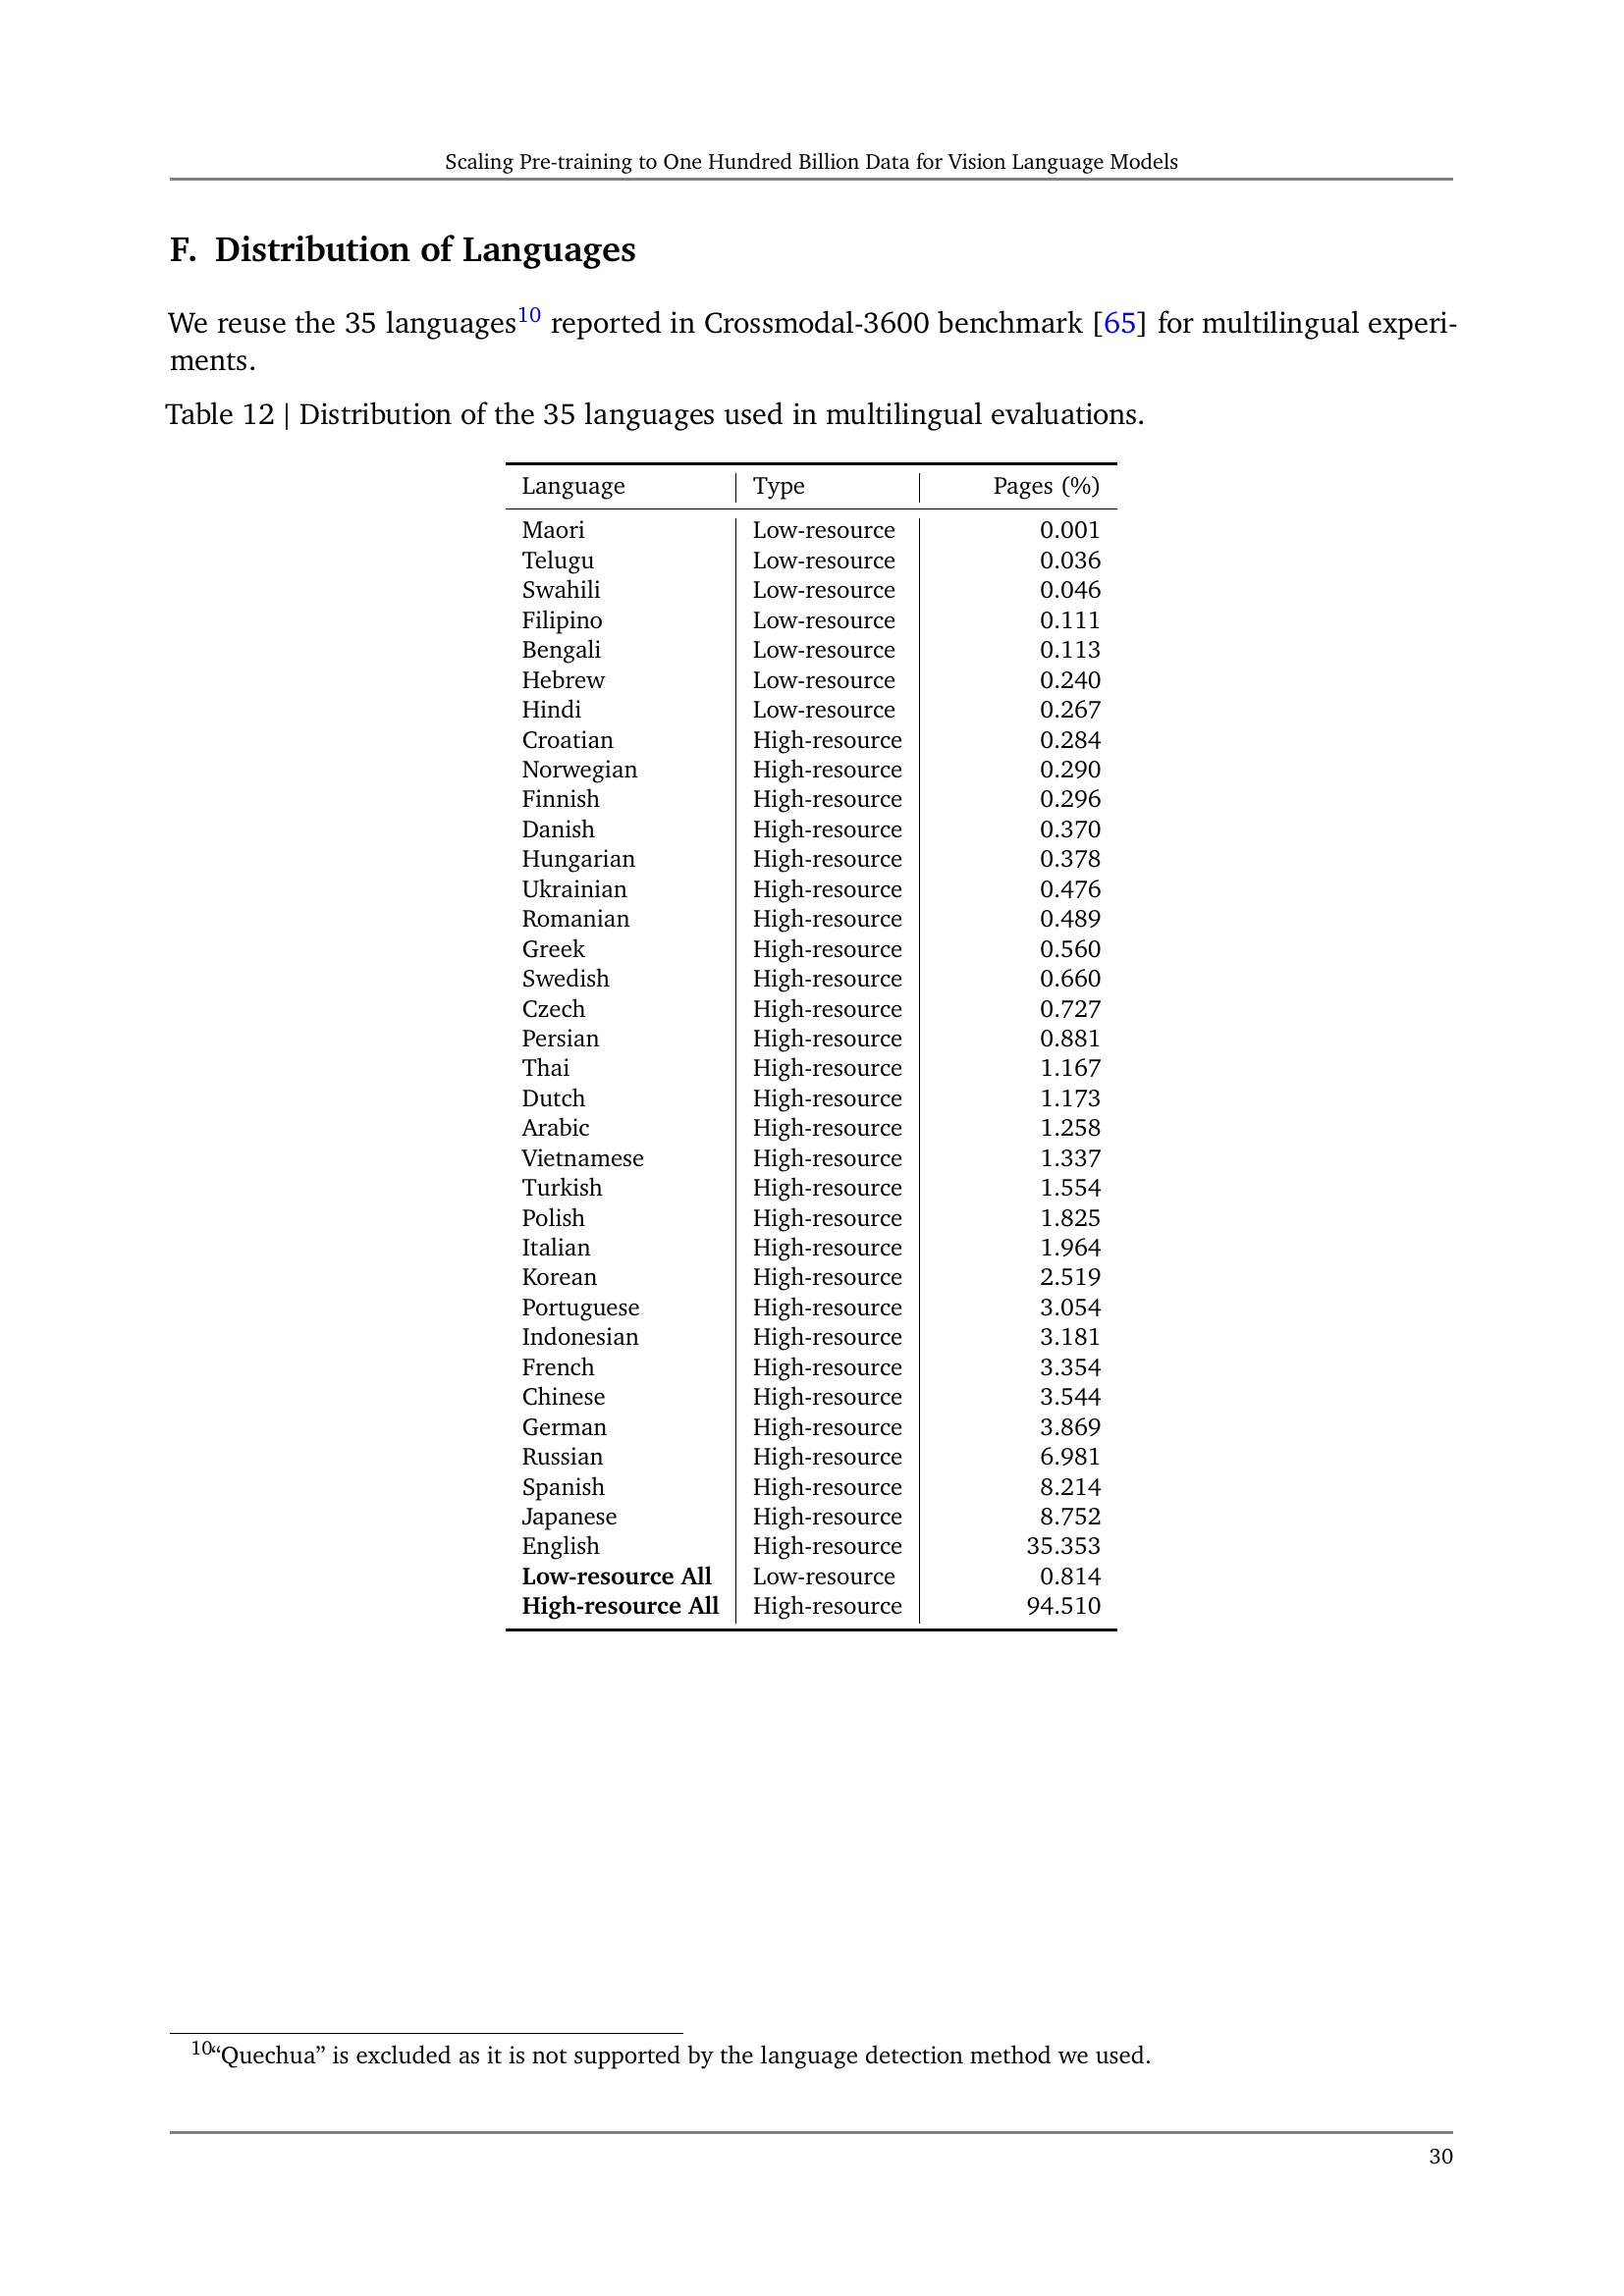 Scaling Pre-training to One Hundred Billion Data for Vision Language Models
F. Distribution of Languages
We reuse the 35 languages10 reported in Crossmodal-3600 benchmark [65] for multilingual experi-
ments.
Table 12 | Distribution of the 35 languages used in multilingual evaluations.
Language Type Pages (%)
Maori Low-resource 0.001
Telugu Low-resource 0.036
Swahili Low-resource 0.046
Filipino Low-resource 0.111
Bengali Low-resource 0.113
Hebrew Low-resource 0.240
Hindi Low-resource 0.267
Croatian High-resource 0.284
Norwegian High-resource 0.290
Finnish High-resource 0.296
Danish High-resource 0.370
Hungarian High-resource 0.378
Ukrainian High-resource 0.476
Romanian High-resource 0.489
Greek High-resource 0.560
Swedish High-resource 0.660
Czech High-resource 0.727
Persian High-resource 0.881
Thai High-resource 1.167
Dutch High-resource 1.173
Arabic High-resource 1.258
Vietnamese High-resource 1.337
Turkish High-resource 1.554
Polish High-resource 1.825
Italian High-resource 1.964
Korean High-resource 2.519
Portuguese High-resource 3.054
Indonesian High-resource 3.181
French High-resource 3.354
Chinese High-resource 3.544
German High-resource 3.869
Russian High-resource 6.981
Spanish High-resource 8.214
Japanese High-resource 8.752
English High-resource 35.353
Low-resource All Low-resource 0.814
High-resource All High-resource 94.510
10“Quechua” is excluded as it is not supported by the language detection method we used.
30